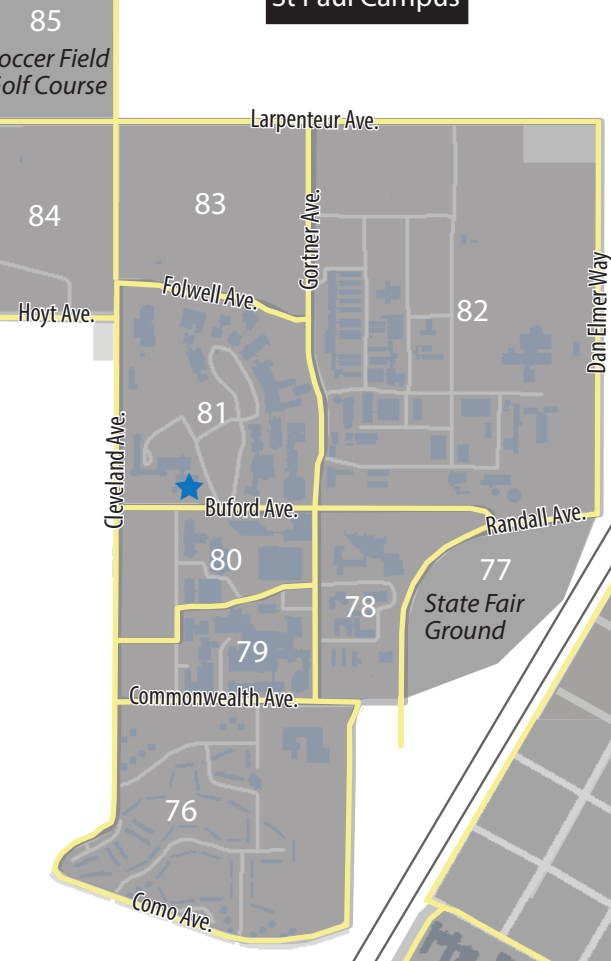 St Paul Campus
85
occer Field
olf Course
Larpenteur Ave.
83
84
Gortner Ave.
Folwell Ave.
Hoyt Ave.
82
Dan Elmer Way
81
Cleveland Ave.
Buford Ave.
Randall Ave.
80
77
State Fair
Ground
78
79
Commonwealth Ave.
76
Como Ave.